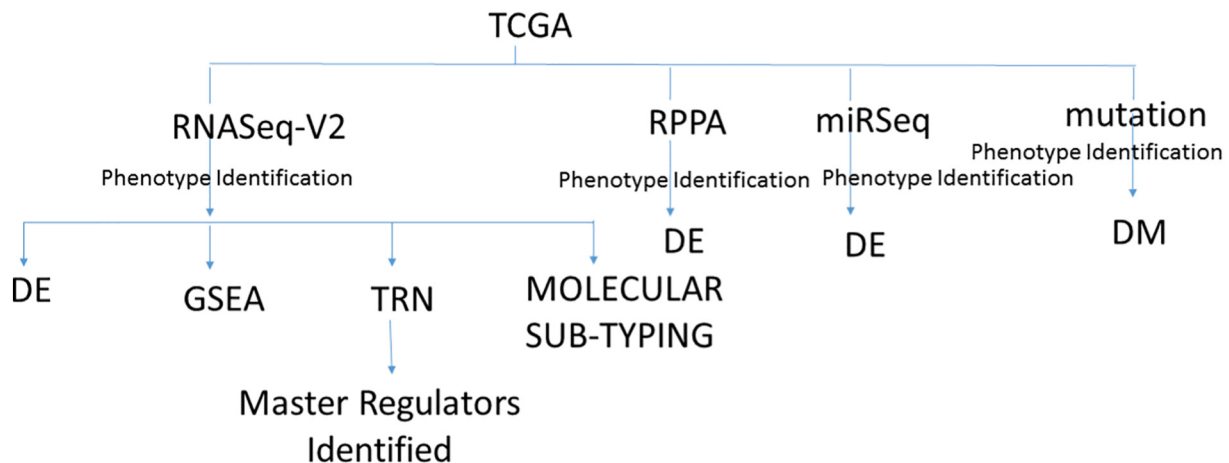 TCGA
RNASeq-V2
RPPA
miRSeq
mutation
Phenotype Identification
Phenotype Identification
Phenotype Identification
Phenotype Identification
DE
GSEA
TRN
MOLECULAR
SUB-TYPING
DE
DE
DM
Master Regulators
Identified